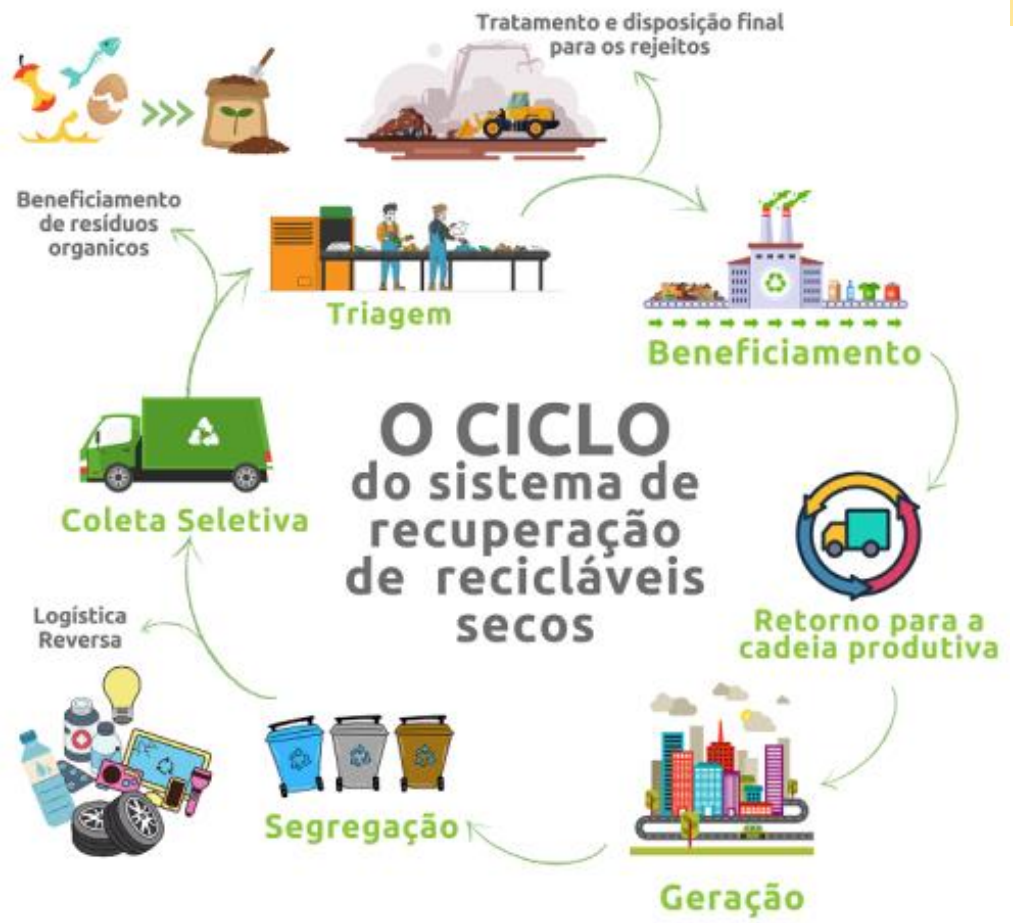 Tratamento e disposição final
para os rejeitos
Beneficiamento
de resíduos
organicos
Triagem
Beneficiamento
O CICLO
do sistema de
recuperação
de recicláveis
secos
Coleta Seletiva
Retorno para a
cadeia produtiva
Logística
Reversa
Segregação
Geração